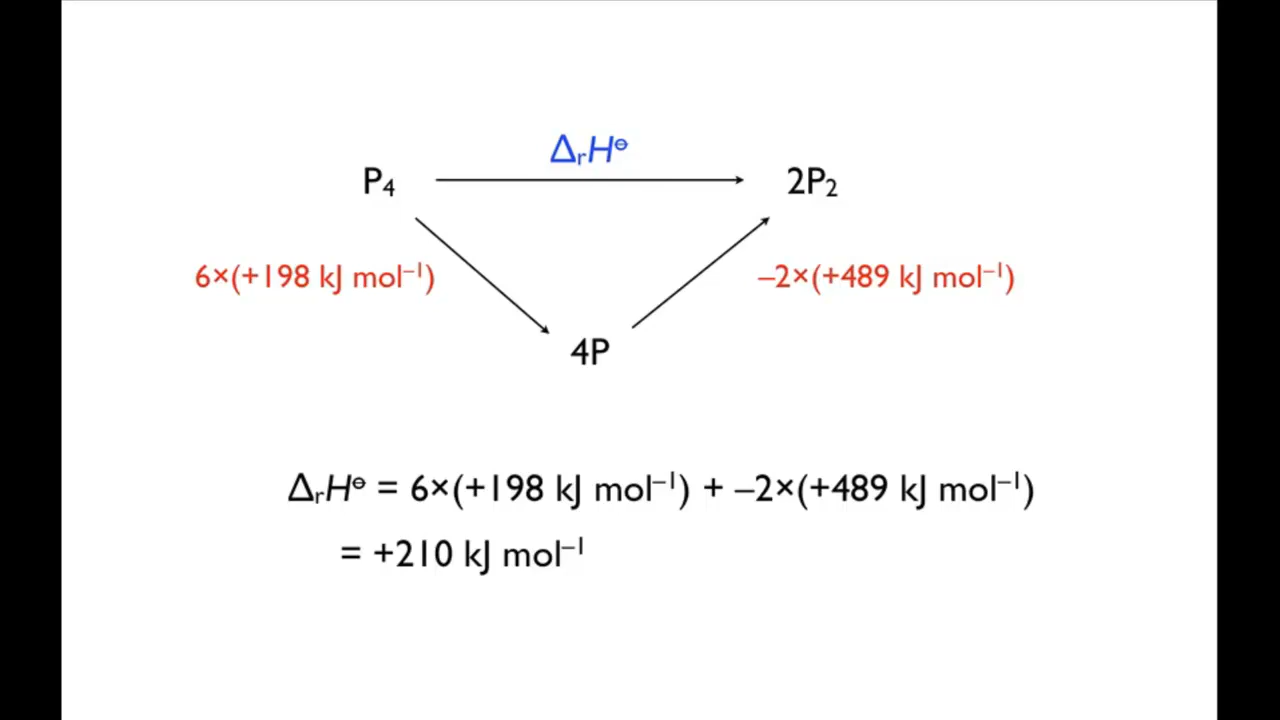 ΔrH⦵
P₄ 2P₂
6×(+198 kJ mol⁻¹) –2×(+489 kJ mol⁻¹)
4P
ΔrH⦵ = 6×(+198 kJ mol⁻¹) + –2×(+489 kJ mol⁻¹)
= +210 kJ mol⁻¹